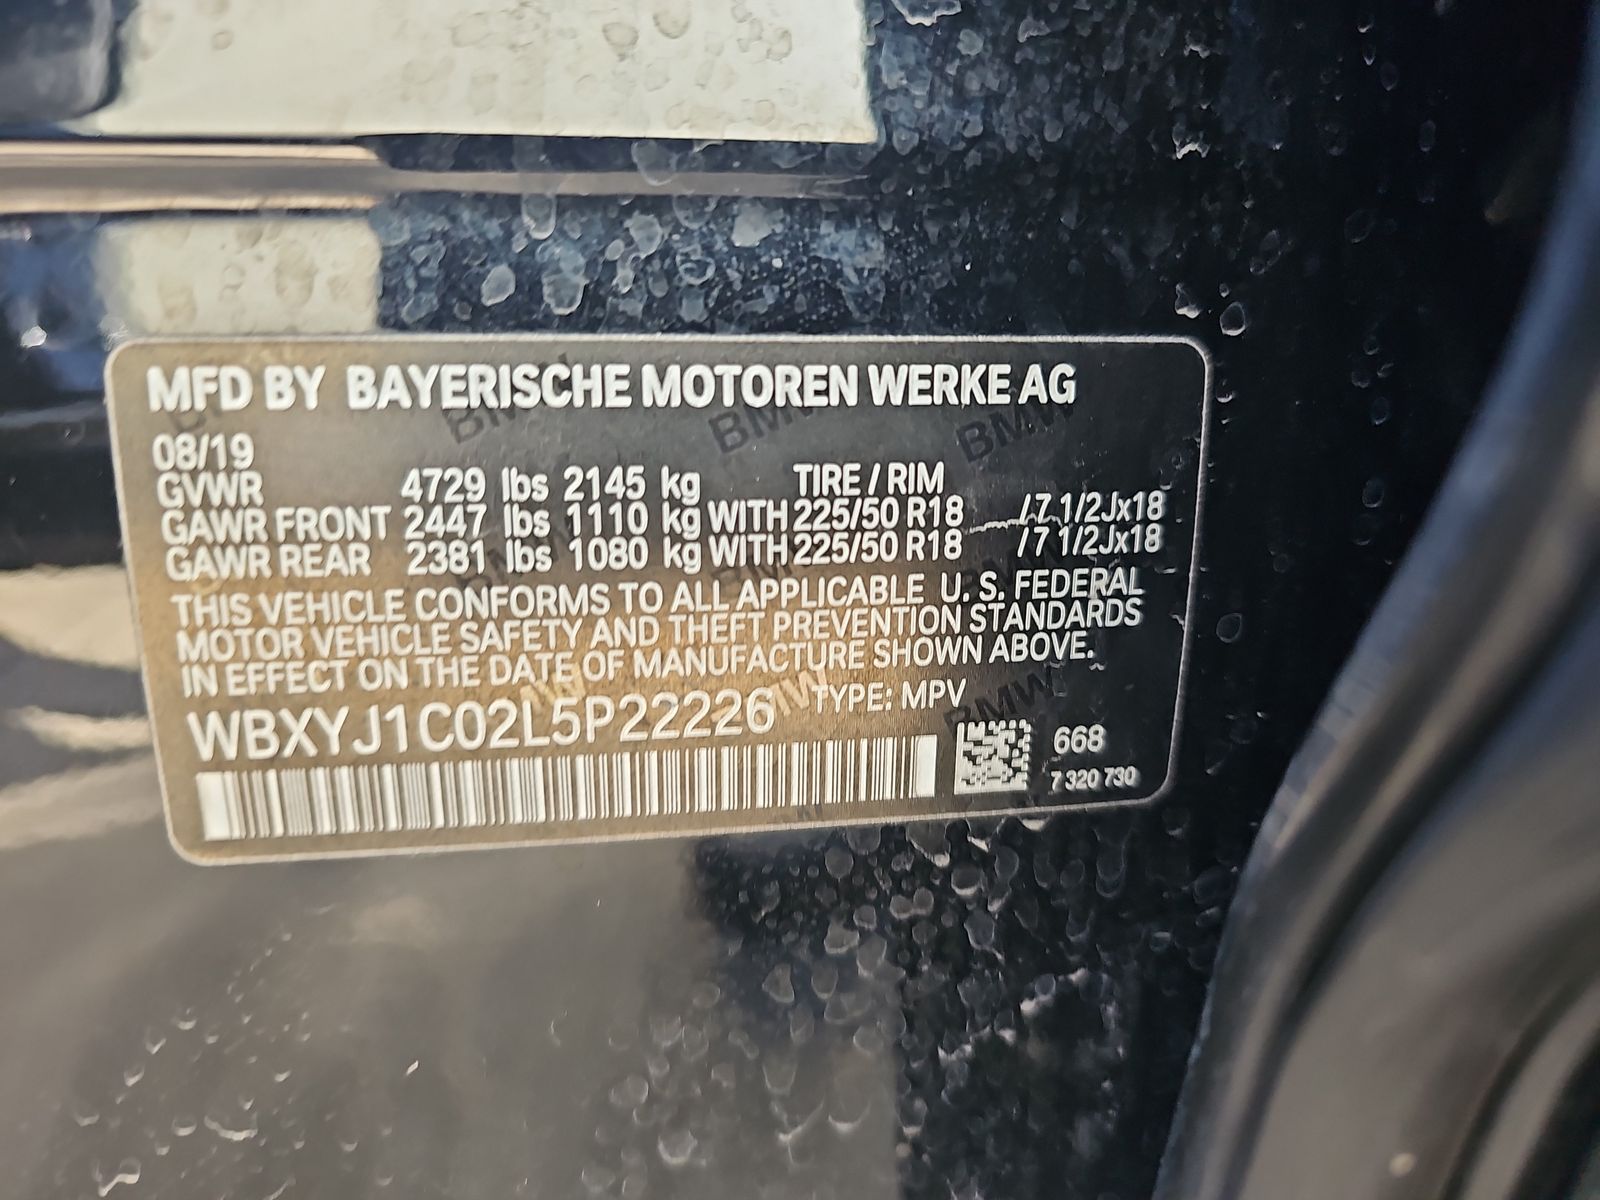 MFD BY BAYERISCHE MOTOREN WERKE AG
08/19
GVWR 4729 lbs 2145 kg TIRE / RIM
GAWR FRONT 2447 lbs 1110 kg WITH 225/50 R18 / 7 1/2Jx18
GAWR REAR 2381 lbs 1080 kg WITH 225/50 R18 / 7 1/2Jx18
THIS VEHICLE CONFORMS TO ALL APPLICABLE U. S. FEDERAL
MOTOR VEHICLE SAFETY AND THEFT PREVENTION STANDARDS
IN EFFECT ON THE DATE OF MANUFACTURE SHOWN ABOVE.
WBXYJ1C02L5P22226 TYPE: MPV
668
7 320 730